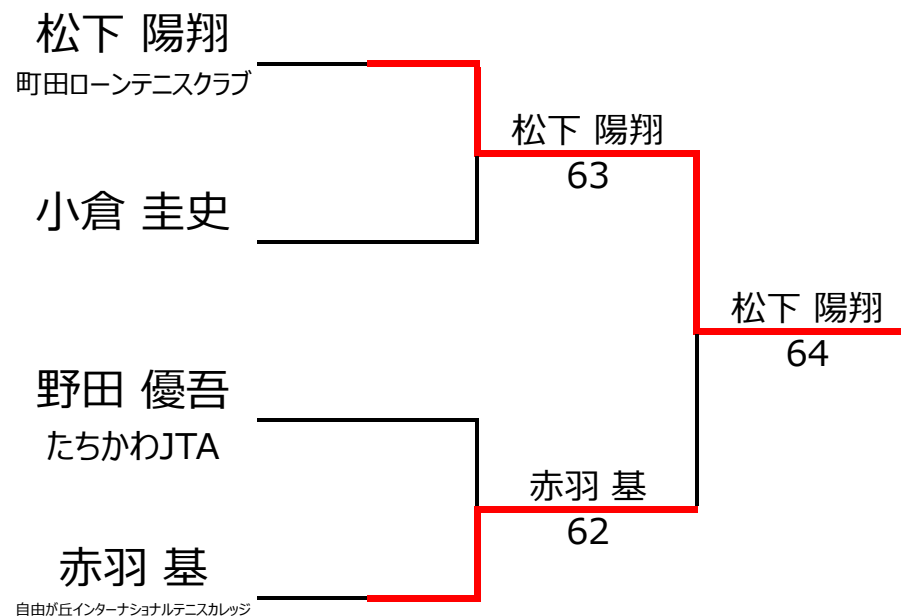 松下 陽翔
町田ローンテニスクラブ
松下 陽翔
63
小倉 圭史
松下 陽翔
64
野田 優吾
たちかわJTA
赤羽 基
62
赤羽 基
自由が丘インターナショナルテニスカレッジ